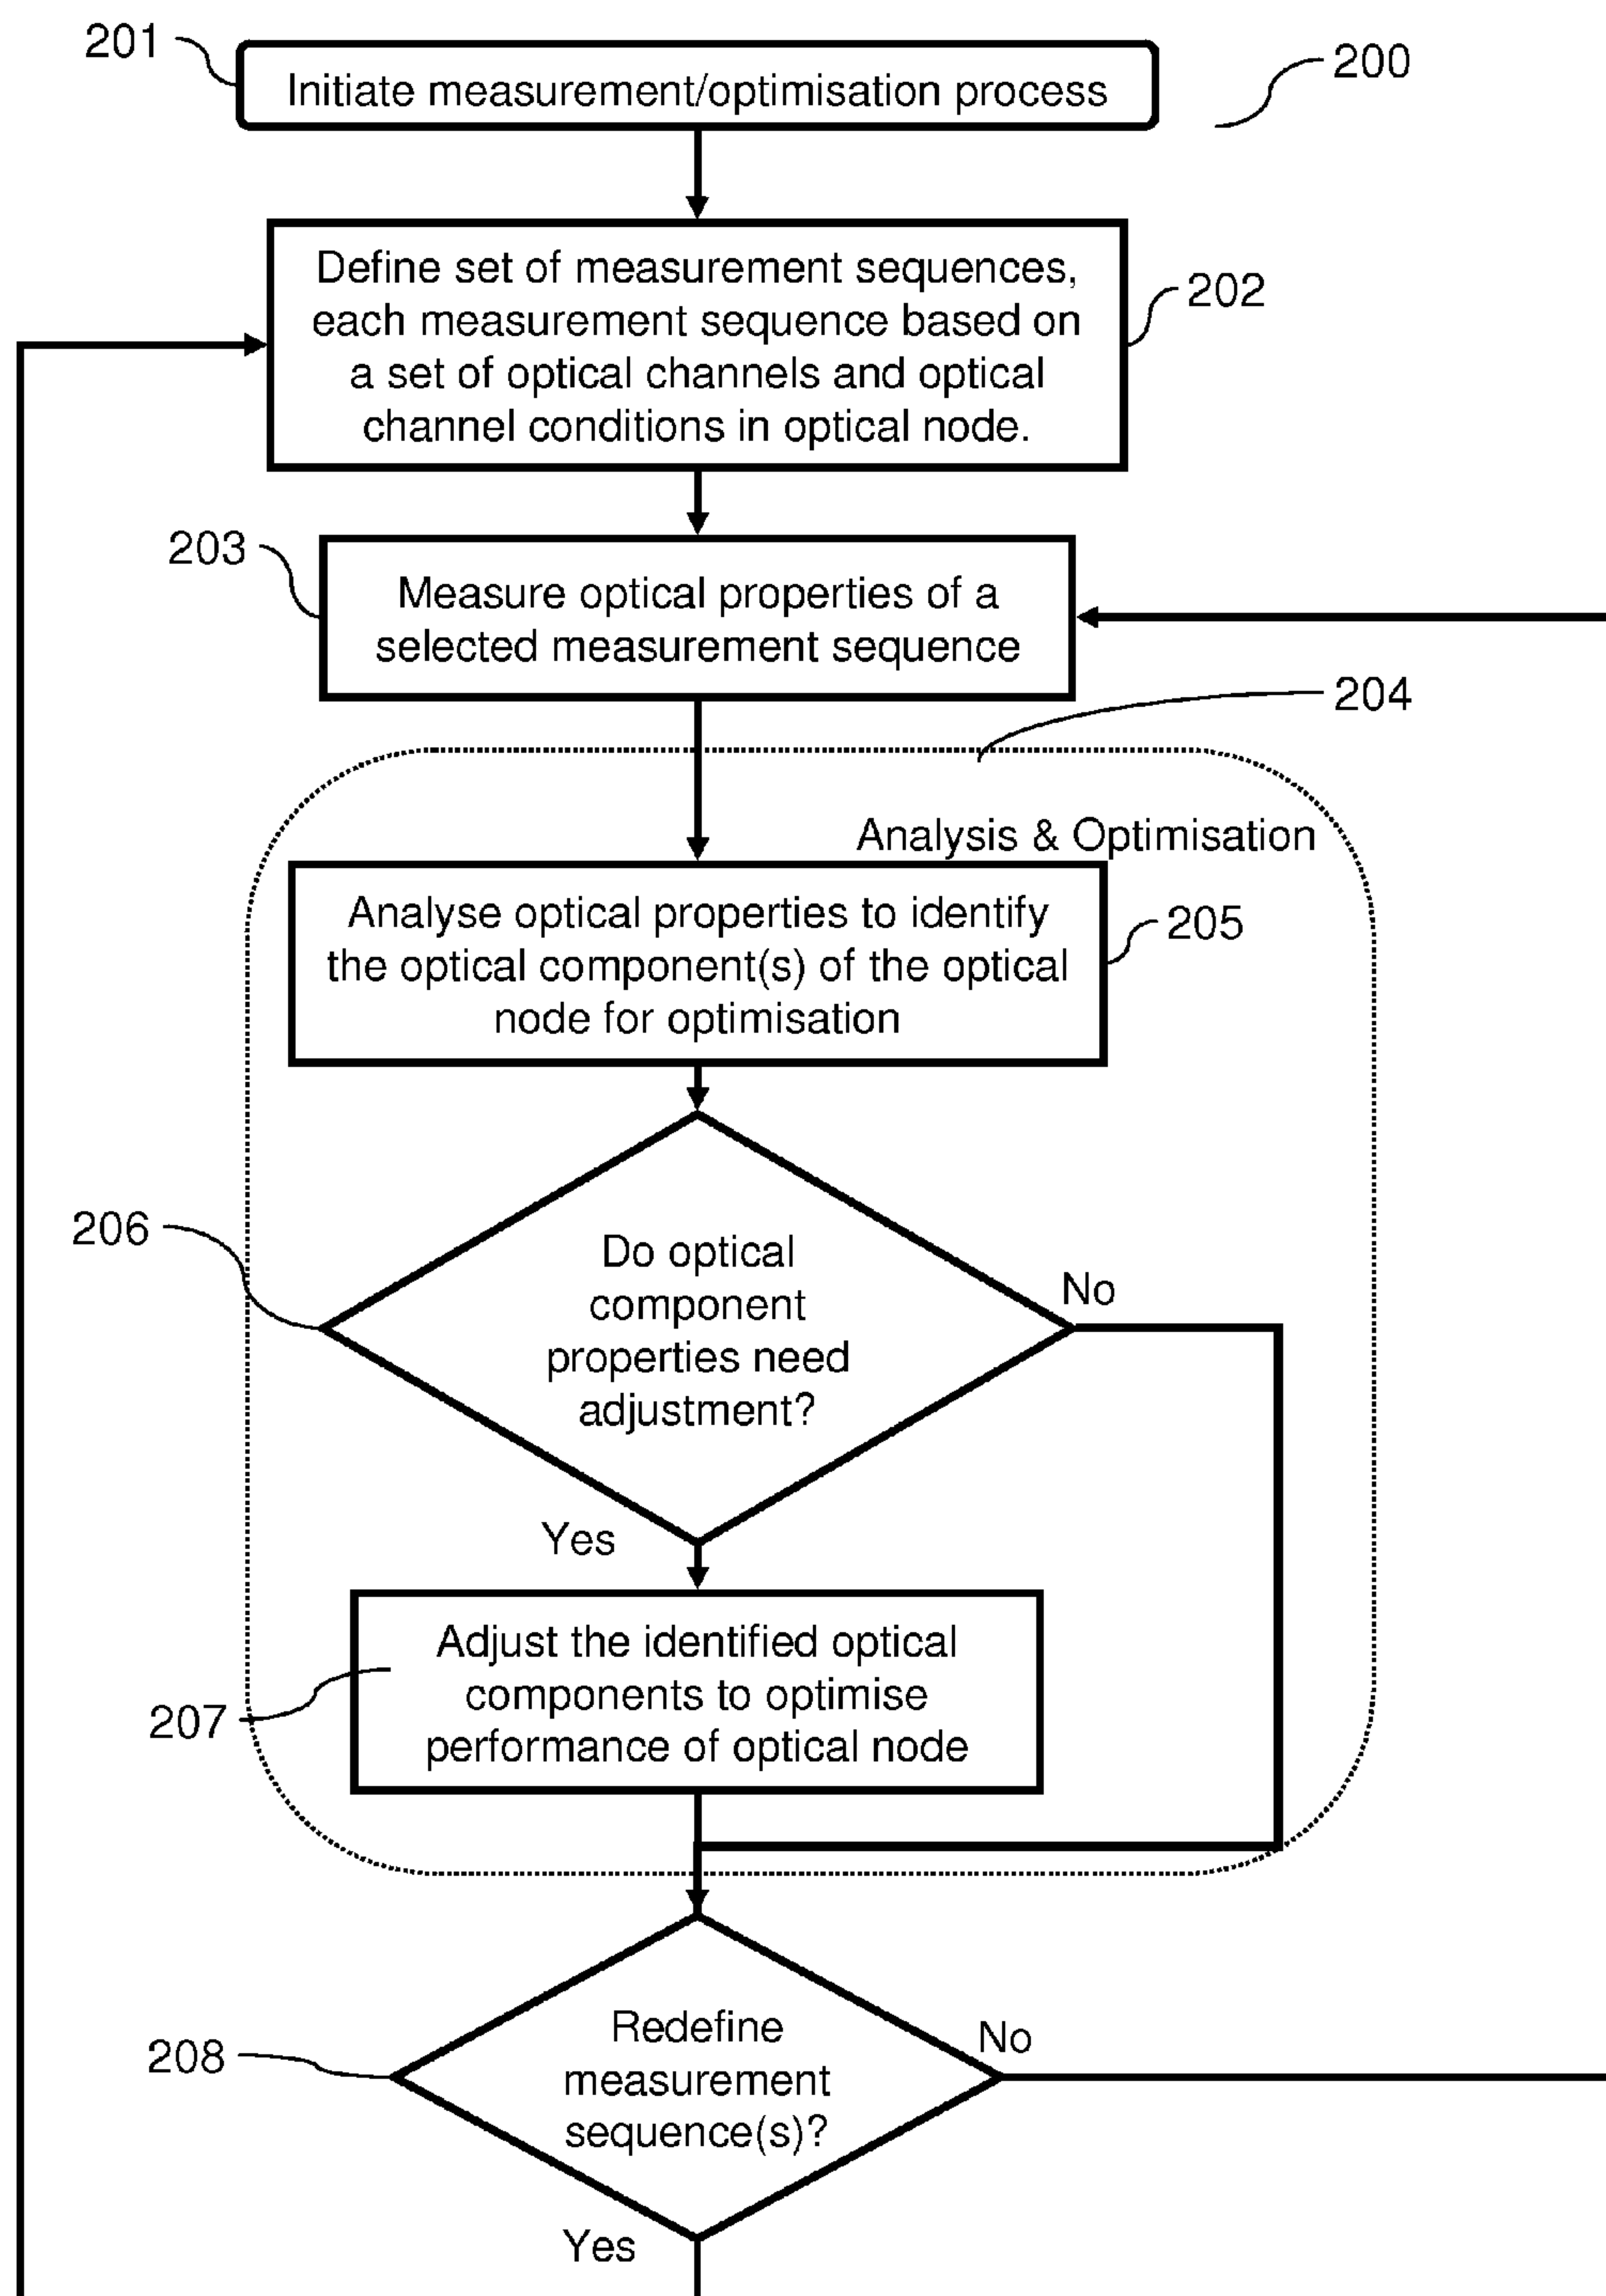 201
Initiate measurement/optimisation process
200
Define set of measurement sequences,
each measurement sequence based on
a set of optical channels and optical
channel conditions in optical node.
202
203
Measure optical properties of a
selected measurement sequence
204
Analysis & Optimisation
Analyse optical properties to identify
the optical component(s) of the optical
node for optimisation
205
206
Do optical
component
properties need
adjustment?
No
Yes
Adjust the identified optical
components to optimise
performance of optical node
207
208
Redefine
measurement
sequence(s)?
No
Yes